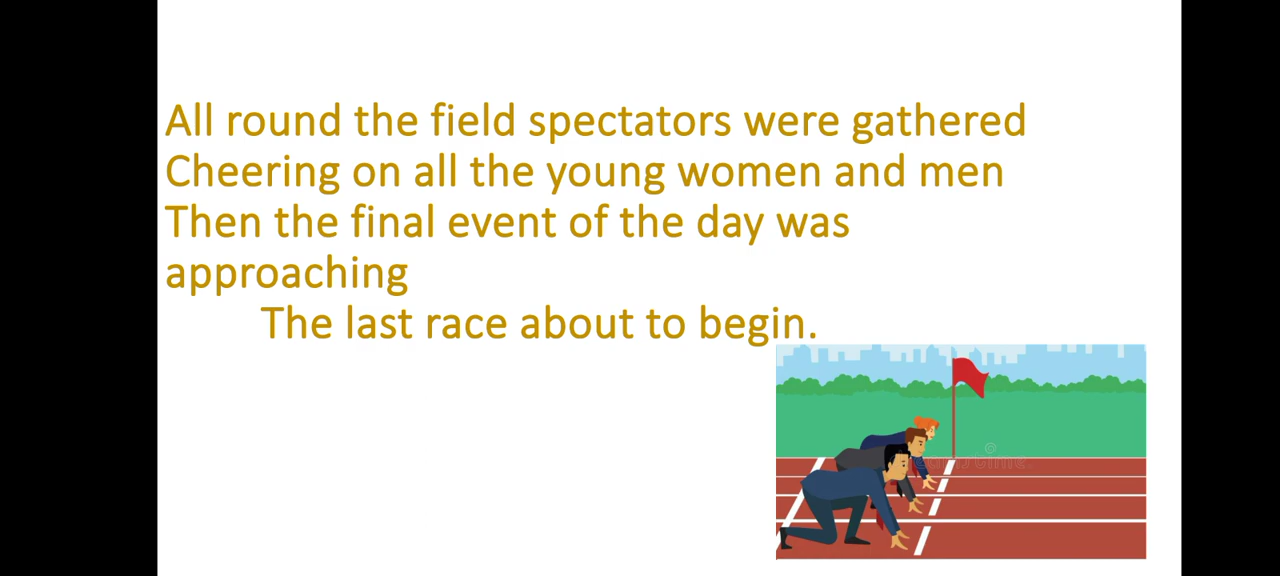 All round the field spectators were gathered
Cheering on all the young women and men
Then the final event of the day was
approaching
The last race about to begin.